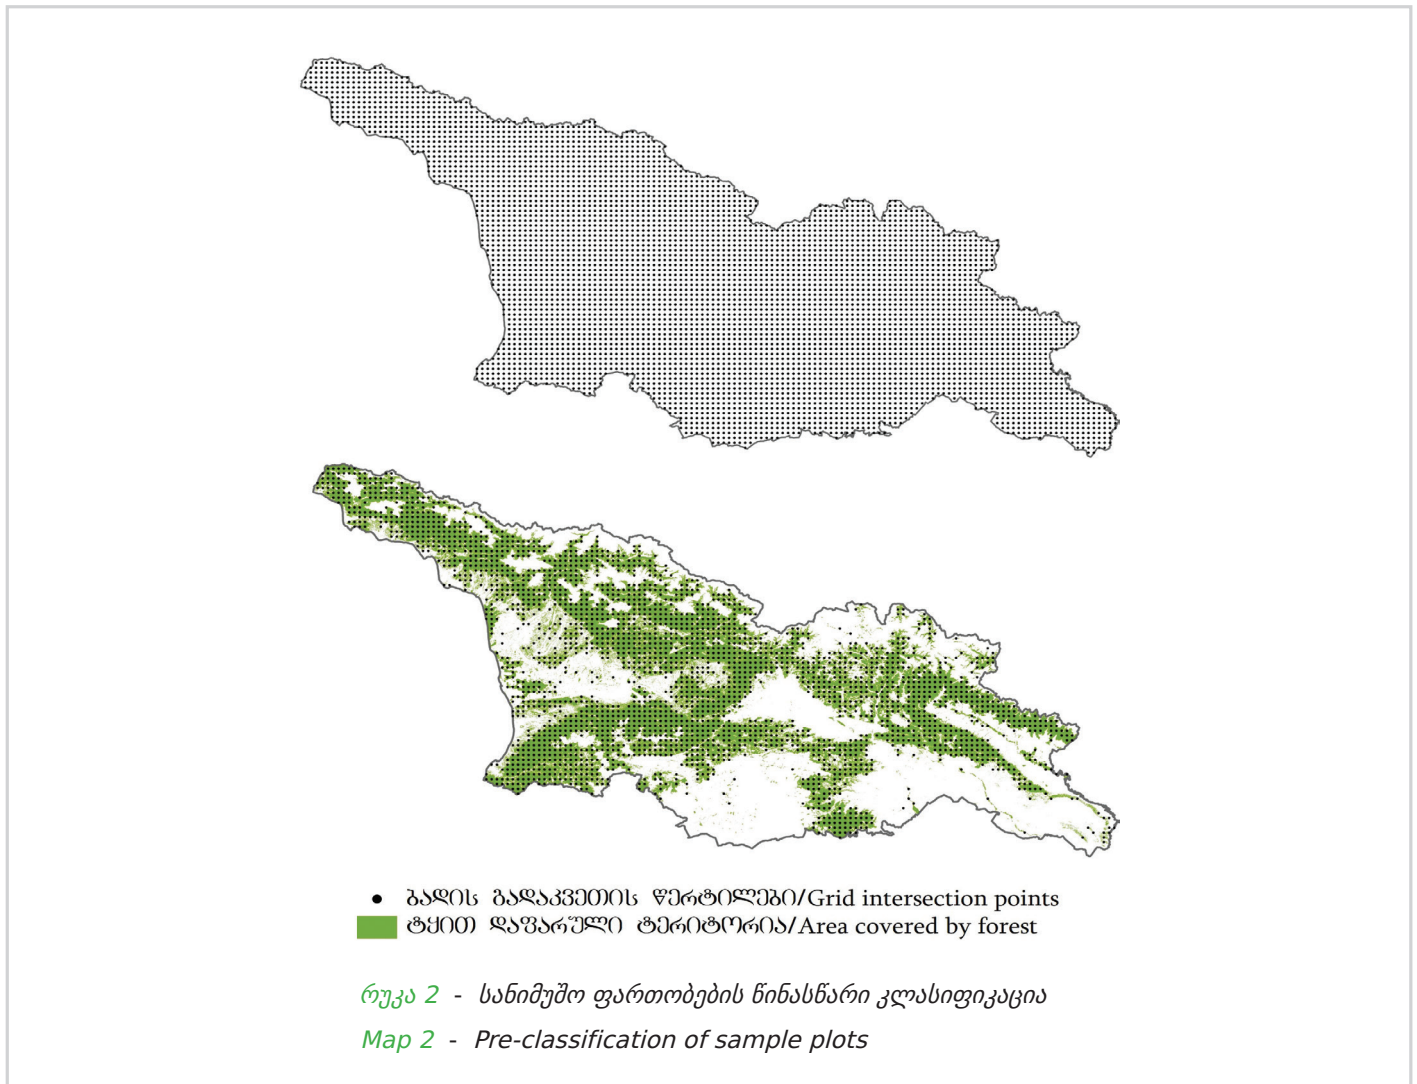 ბადის გადაკვეთის წერტილები/Grid intersection points
ტყით დაფარული ტერიტორია/Area covered by forest
რუკა 2 - სანიმუშო ფართობების წინასწარი კლასიფიკაცია
Map 2 - Pre-classification of sample plots